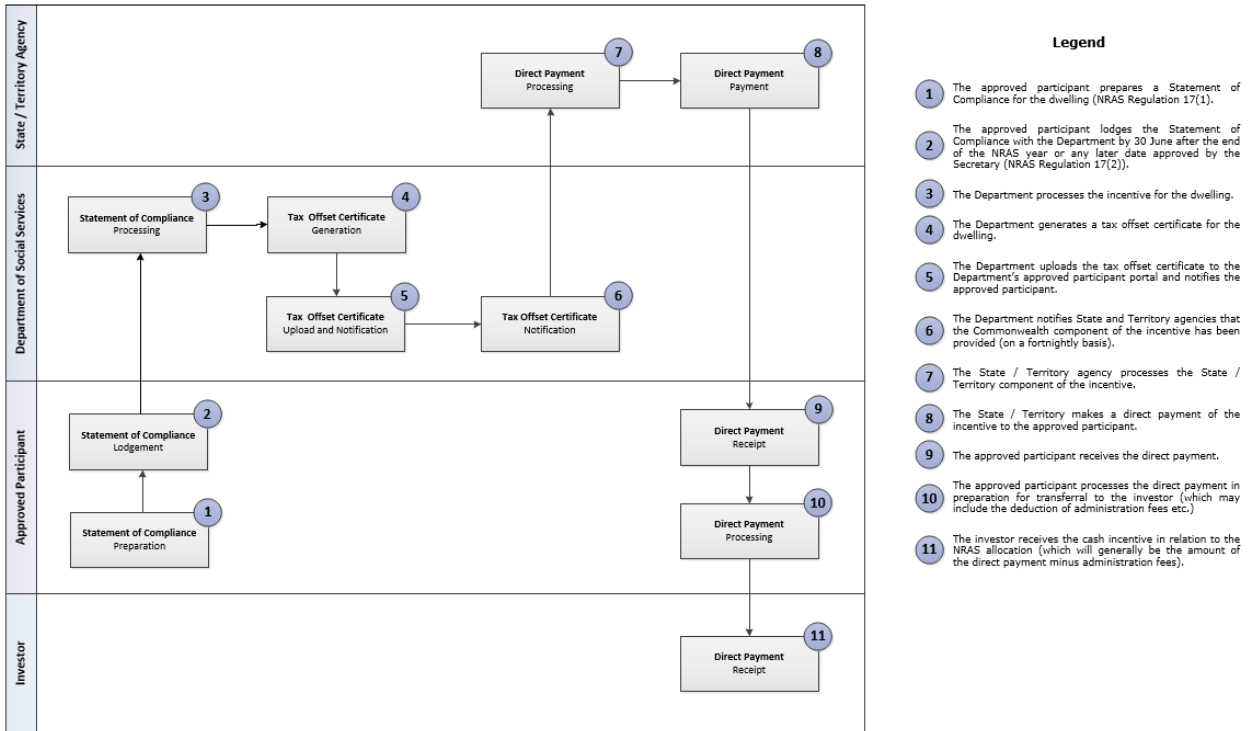 State / Territory Agency
7
Direct Payment
Processing
8
Direct Payment
Payment
Department of Social Services
3
Statement of Compliance
Processing
4
Tax Offset Certificate
Generation
5
Tax Offset Certificate
Upload and Notification
6
Tax Offset Certificate
Notification
Approved Participant
2
Statement of Compliance
Lodgement
1
Statement of Compliance
Preparation
9
Direct Payment
Receipt
10
Direct Payment
Processing
Investor
11
Direct Payment
Receipt
Legend
1
The approved participant prepares a Statement of
Compliance for the dwelling (NRAS Regulation 17(1).
2
The approved participant lodges the Statement of
Compliance with the Department by 30 June after the end
of the NRAS year or any later date approved by the
Secretary (NRAS Regulation 17(2)).
3
The Department processes the incentive for the dwelling.
4
The Department generates a tax offset certificate for the
dwelling.
5
The Department uploads the tax offset certificate to the
Department's approved participant portal and notifies the
approved participant.
6
The Department notifies State and Territory agencies that
the Commonwealth component of the incentive has been
provided (on a fortnightly basis).
7
The State / Territory agency processes the State /
Territory component of the incentive.
8
The State / Territory makes a direct payment of the
incentive to the approved participant.
9
The approved participant receives the direct payment.
10
The approved participant processes the direct payment in
preparation for transferral to the investor (which may
include the deduction of administration fees etc.)
11
The investor receives the cash incentive in relation to the
NRAS allocation (which will generally be the amount of
the direct payment minus administration fees).